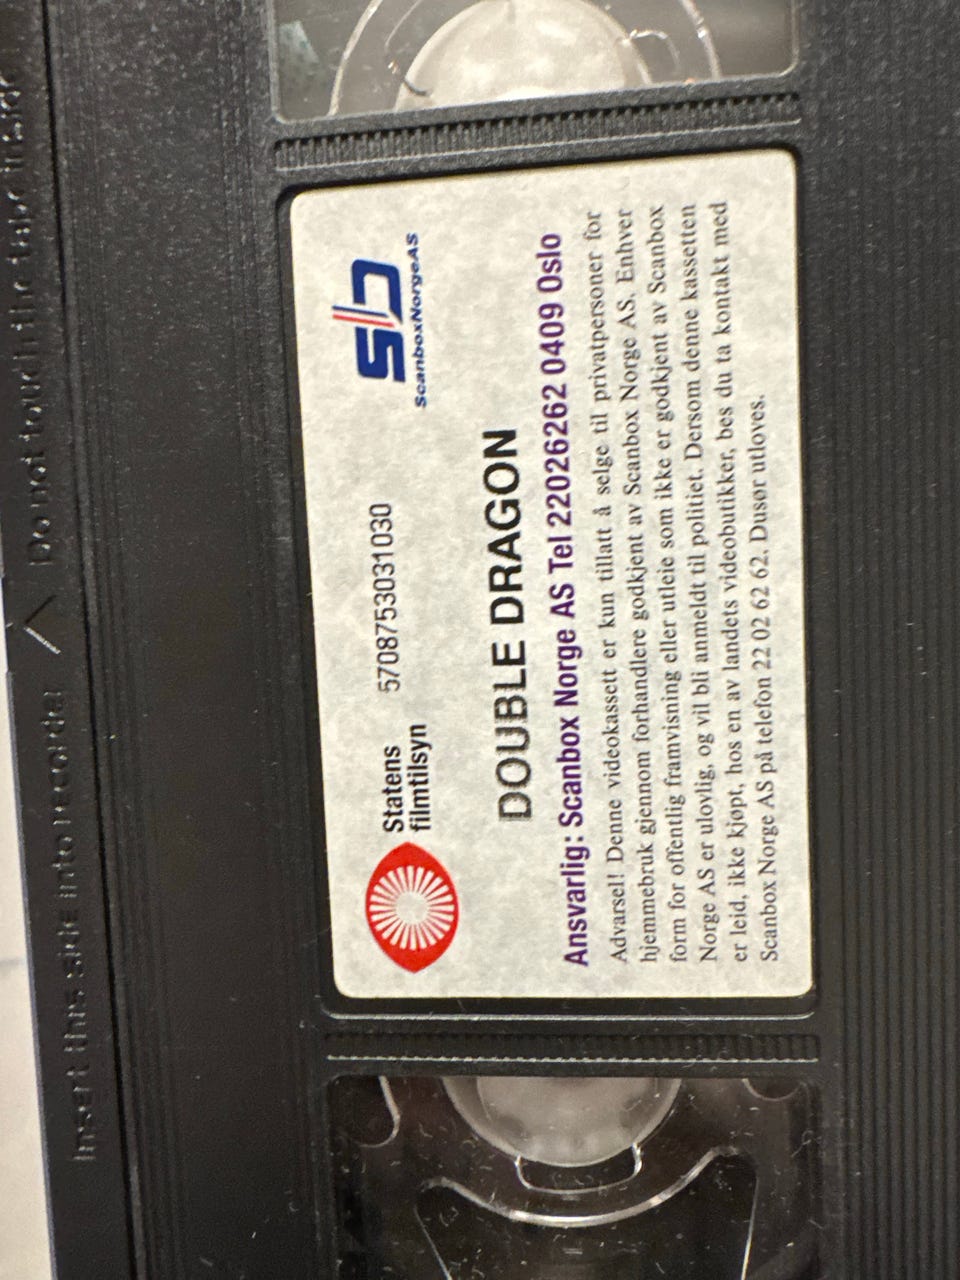 Statens
filmtilsyn
5708753031030
ScanboxNorgeAS
DOUBLE DRAGON
Ansvarlig: Scanbox Norge AS Tel 22026262 0409 Oslo
Advarsel! Denne videokassett er kun tillatt å selge til privatpersoner for
hjemmebruk gjennom forhandlere godkjent av Scanbox Norge AS. Enhver
form for offentlig framvisning eller utleie som ikke er godkjent av Scanbox
Norge AS er ulovlig, og vil bli anmeldt til politiet. Dersom denne kassetten
er leid, ikke kjøpt, hos en av landets videobutikker, bes du ta kontakt med
Scanbox Norge AS på telefon 22 02 62 62. Dusør utloves.
Insert this side into recorder
Do not touch the tape inside